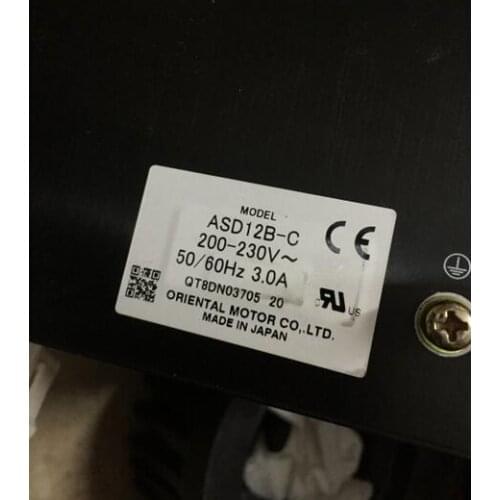 MODEL
ASD12B-C
200-230V~
50/60Hz 3.0A
QT8DN03705 20
ORIENTAL MOTOR CO.,LTD.
MADE IN JAPAN
CE
RU US